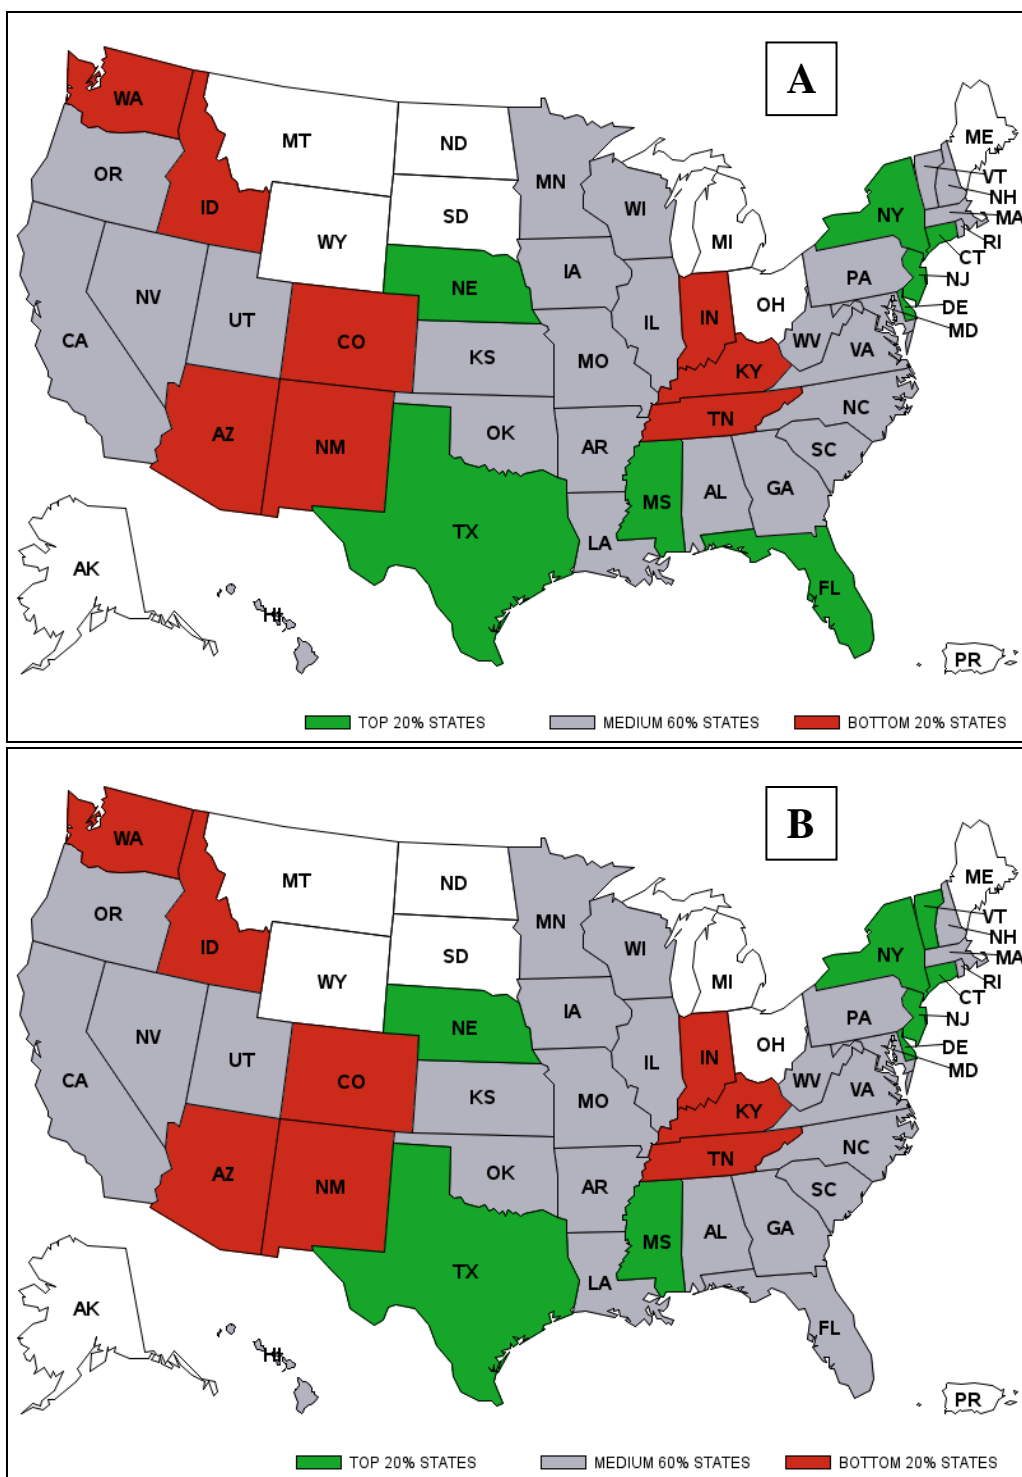 A
WA
MT
ND
ME
OR
ID
MN
VT
NH
WY
SD
WI
MI
NY
MA
RI
CT
NV
UT
NE
IA
PA
NJ
OH
DE
MD
CA
CO
KS
MO
IL
IN
WV
VA
KY
AZ
NM
OK
AR
TN
NC
SC
TX
MS
AL
GA
LA
AK
HI
FL
PR
TOP 20% STATES MEDIUM 60% STATES BOTTOM 20% STATES
B
WA
MT
ND
ME
OR
ID
MN
VT
NH
WY
SD
WI
MI
NY
MA
RI
CT
NV
UT
NE
IA
PA
NJ
OH
DE
MD
CA
CO
KS
MO
IL
IN
WV
VA
KY
AZ
NM
OK
AR
TN
NC
SC
TX
MS
AL
GA
LA
AK
HI
FL
PR
TOP 20% STATES MEDIUM 60% STATES BOTTOM 20% STATES